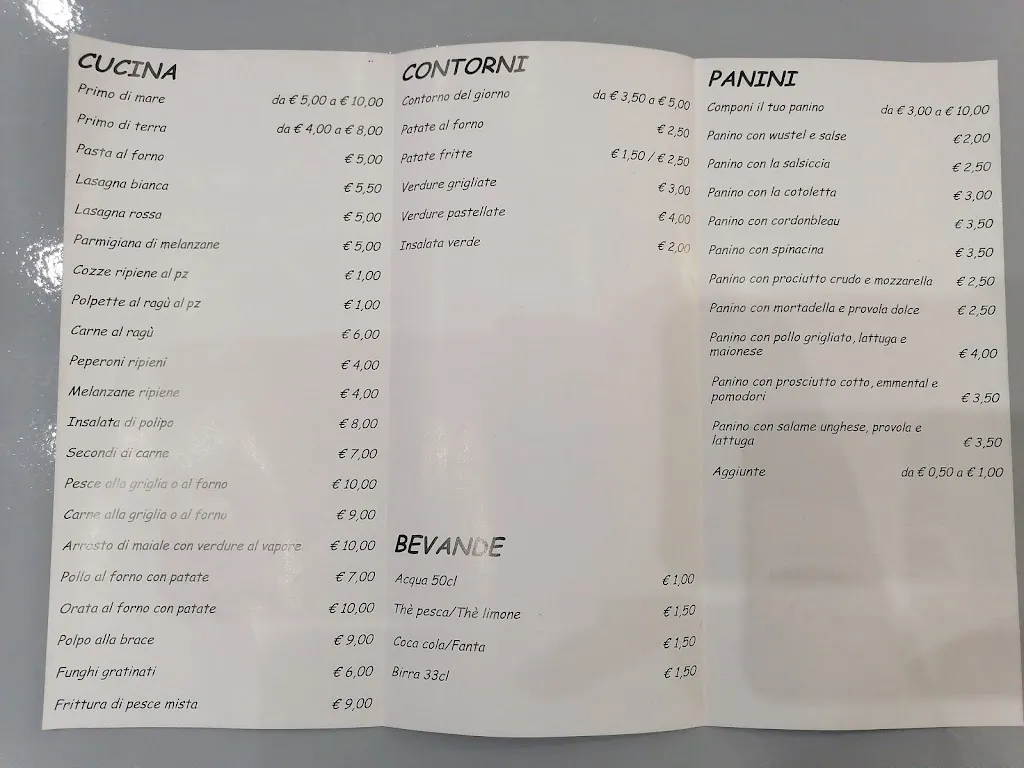 CUCINA
Primo di mare da € 5,00 a € 10,00
Primo di terra da € 4,00 a € 8,00
Pasta al forno € 5,00
Lasagna bianca € 5,50
Lasagna rossa € 5,00
Parmigiana di melanzane € 5,00
Cozze ripiene al pz € 1,00
Polpette al ragù al pz € 1,00
Carne al ragù € 6,00
Peperoni ripieni € 4,00
Melanzane ripiene € 4,00
Insalata di polipo € 8,00
Secondi di carne € 7,00
Pesce alla griglia o al forno € 10,00
Carne alla griglia o al forno € 9,00
Arrosto di maiale con verdure al vapore € 10,00
Pollo al forno con patate € 7,00
Orata al forno con patate € 10,00
Polpo alla brace € 9,00
Funghi gratinati € 6,00
Frittura di pesce mista € 9,00
CONTORNI
Contorno del giorno da € 3,50 a € 5,00
Patate al forno € 2,50
Patate fritte € 1,50 / € 2,50
Verdure grigliate € 3,00
Verdure pastellate € 4,00
Insalata verde € 2,00
BEVANDE
Acqua 50cl € 1,00
Thè pesca/Thè limone € 1,50
Coca cola/Fanta € 1,50
Birra 33cl € 1,50
PANINI
Componi il tuo panino da € 3,00 a € 10,00
Panino con wustel e salse € 2,00
Panino con la salsiccia € 2,50
Panino con la cotoletta € 3,00
Panino con cordonbleau € 3,50
Panino con spinacina € 3,50
Panino con prociutto crudo e mozzarella € 2,50
Panino con mortadella e provola dolce € 2,50
Panino con pollo grigliato, lattuga e
maionese € 4,00
Panino con prosciutto cotto, emmental e
pomodori € 3,50
Panino con salame unghese, provola e
lattuga € 3,50
Aggiunte da € 0,50 a € 1,00